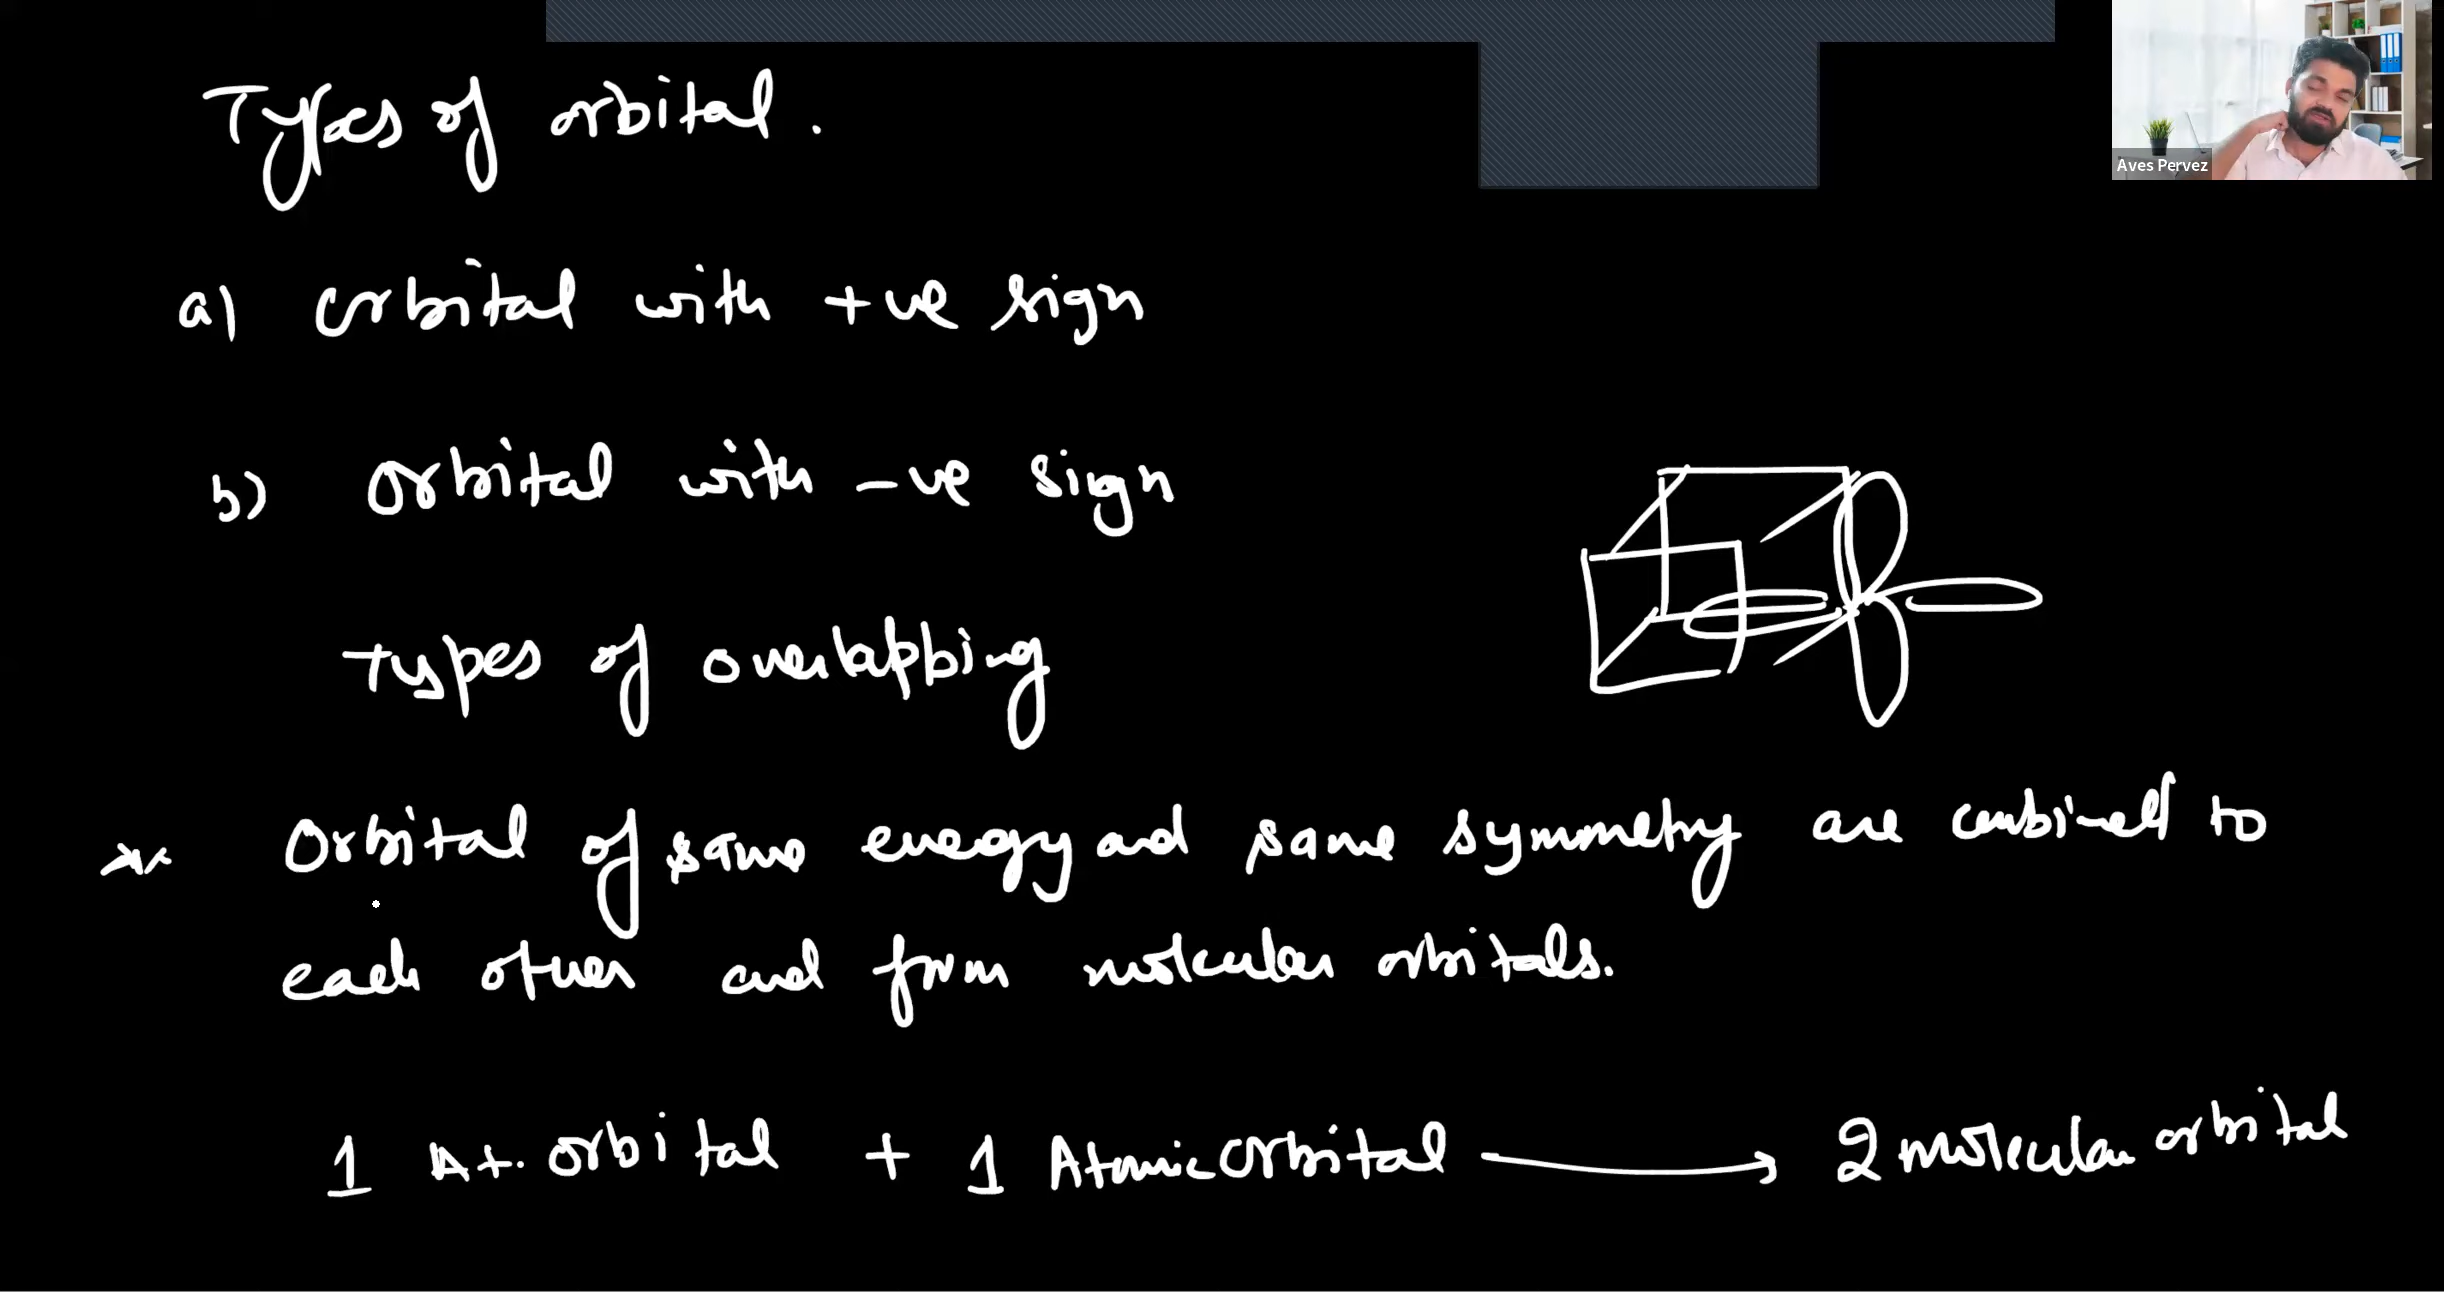 Types of orbital.
Aves Pervez
a) orbital with +ve sign
b) orbital with -ve sign
Types of overlapping
* Orbital of same energy and same symmetry are combined to
each other and form molecular orbitals.
1 At. orbital + 1 Atomic orbital → 2 molecular orbital